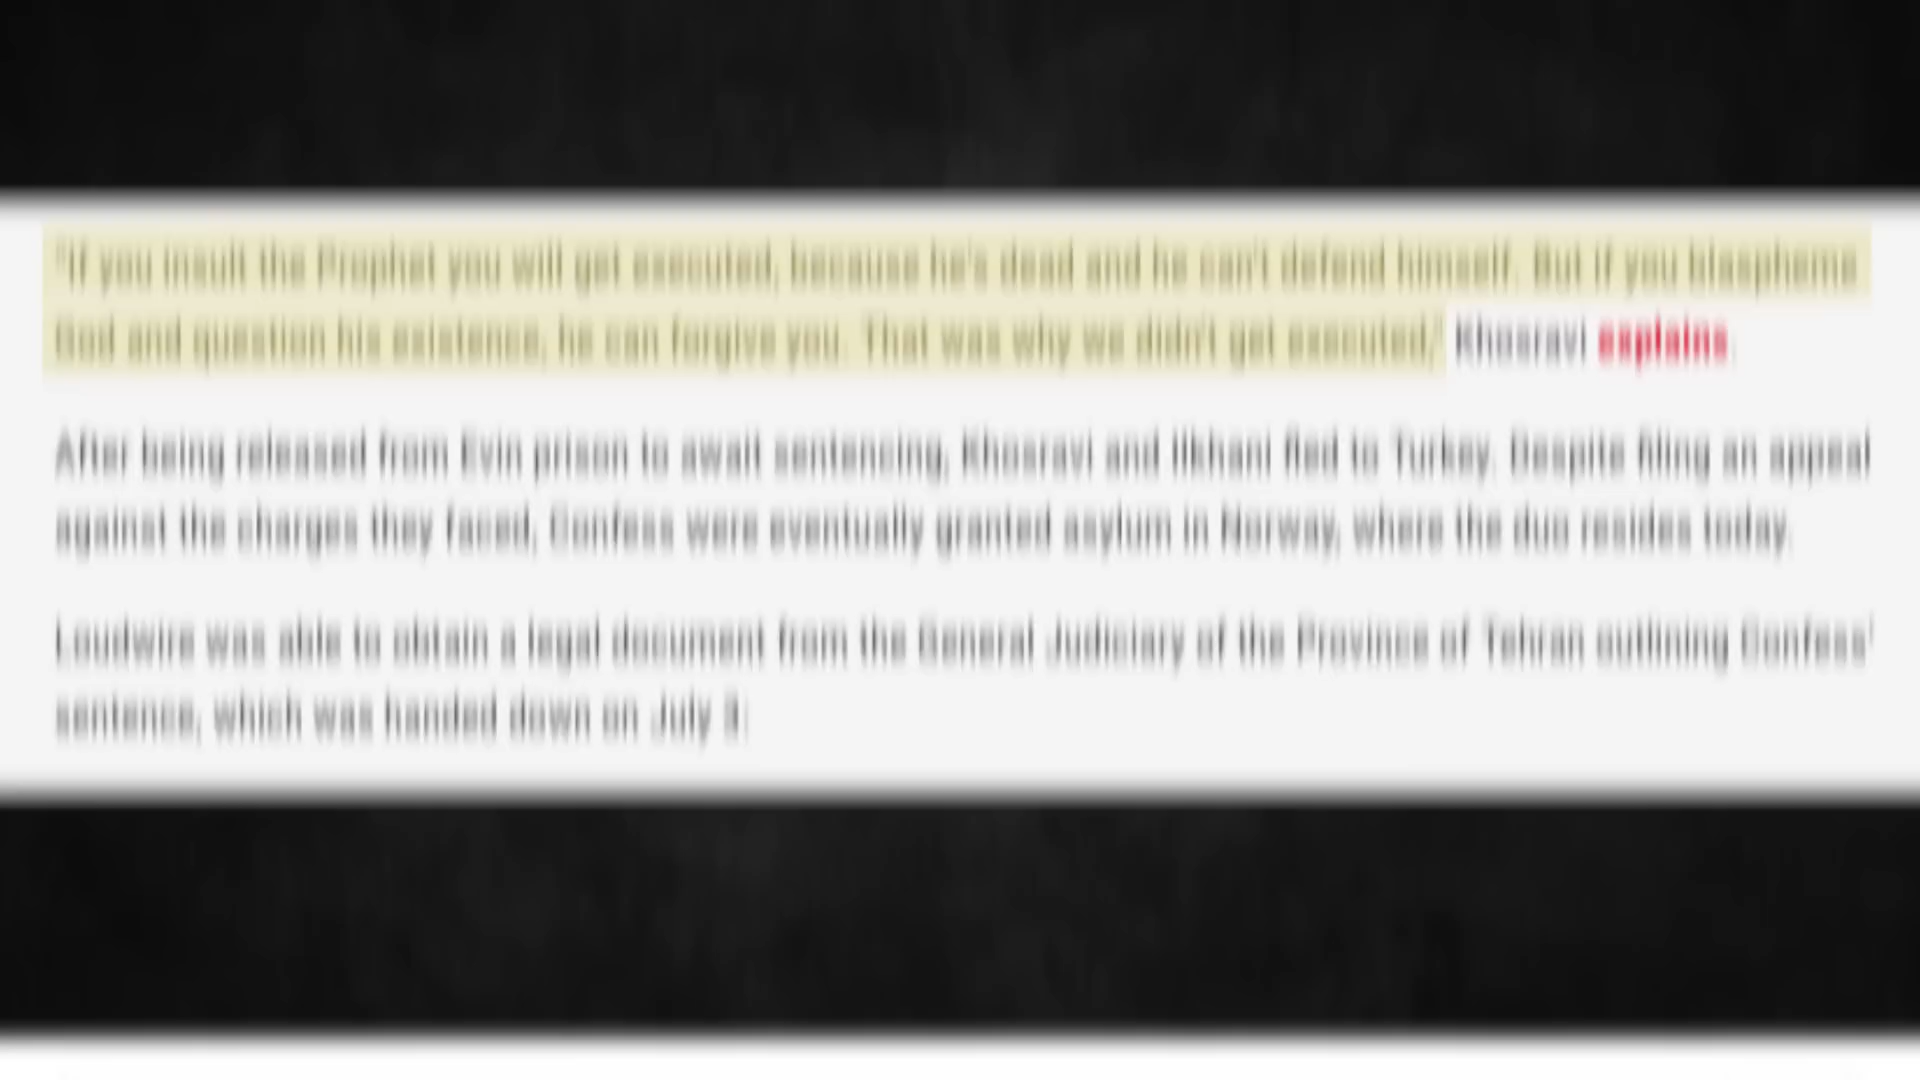 "If you insult the Prophet you will get executed, because he's dead and he can't defend himself. But if you blaspheme
God and question his existence, he can forgive you. That was why we didn't get executed," Khosravi explains.
After being released from Evin prison to await sentencing, Khosravi and Ilkhani fled to Turkey. Despite filing an appeal
against the charges they faced, Confess were eventually granted asylum in Norway, where the duo resides today.
Loudwire was able to obtain a legal document from the General Judiciary of the Province of Tehran outlining Confess'
sentence, which was handed down on July